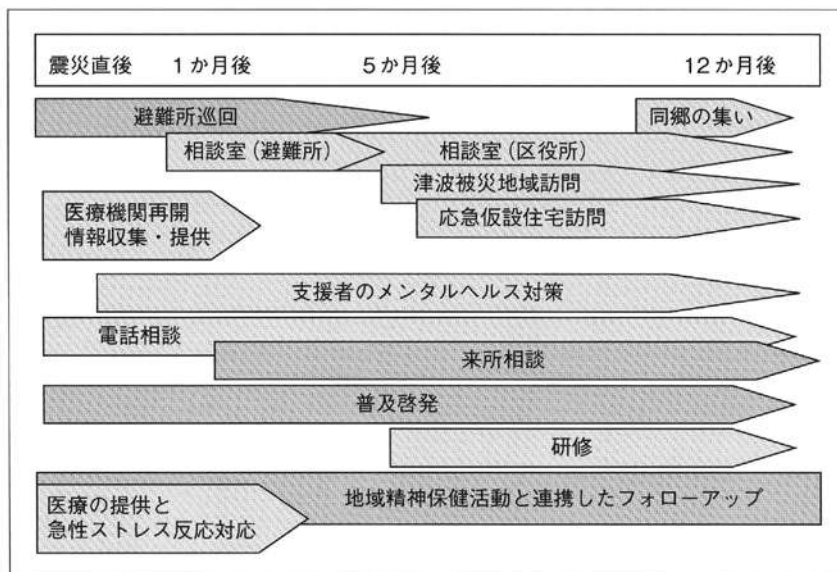 震災直後 1か月後 5か月後 12か月後
避難所巡回 同郷の集い
相談室(避難所) 相談室(区役所)
津波被災地域訪問
応急仮設住宅訪問
医療機関再開
情報収集・提供
支援者のメンタルヘルス対策
電話相談
来所相談
普及啓発
研修
地域精神保健活動と連携したフォローアップ
医療の提供と
急性ストレス反応対応